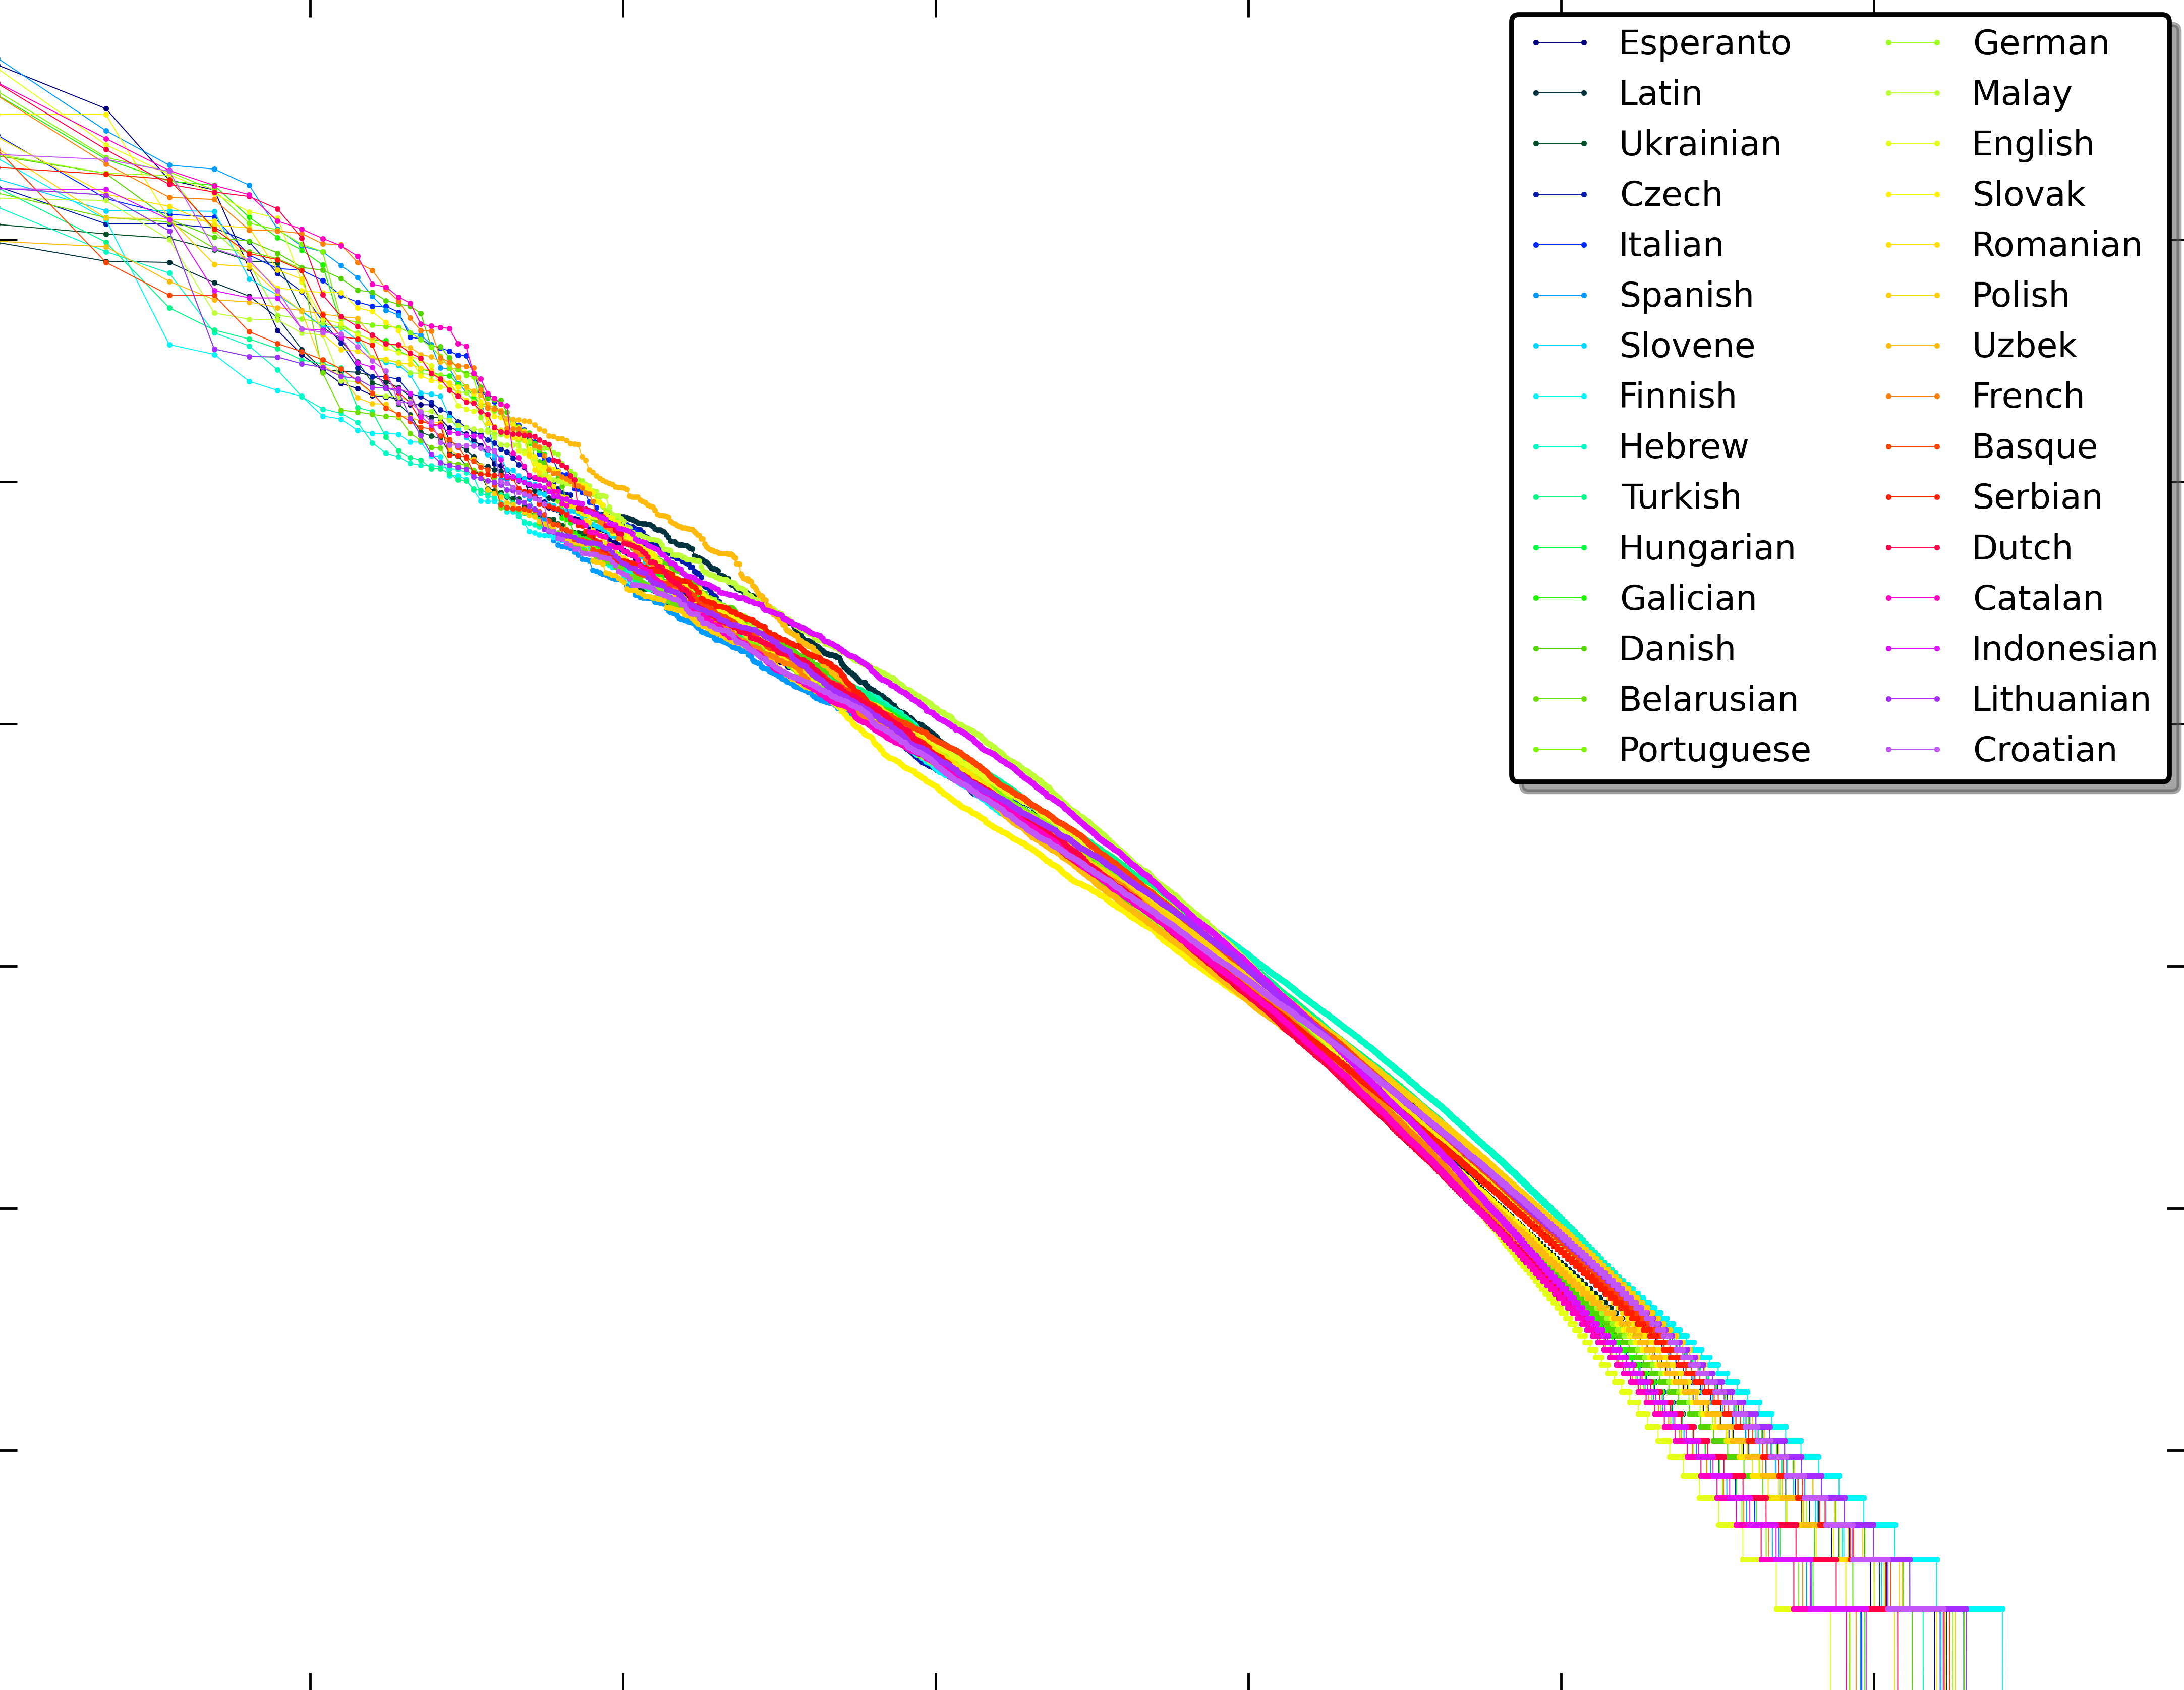 Esperanto
Latin
Ukrainian
Czech
Italian
Spanish
Slovene
Finnish
Hebrew
Turkish
Hungarian
Galician
Danish
Belarusian
Portuguese
German
Malay
English
Slovak
Romanian
Polish
Uzbek
French
Basque
Serbian
Dutch
Catalan
Indonesian
Lithuanian
Croatian